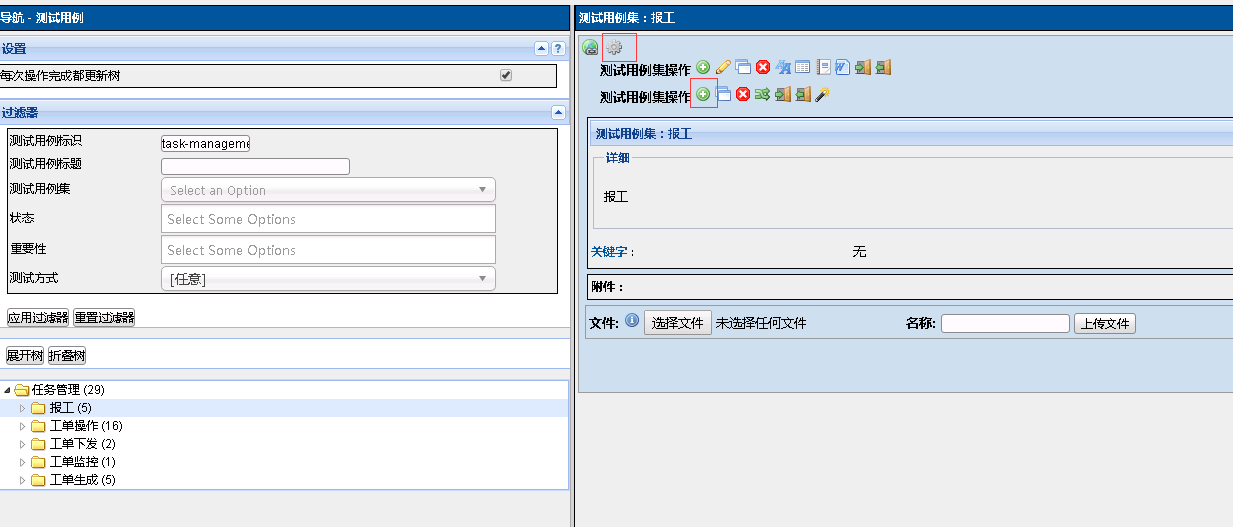 导航 - 测试用例
设置
?
每次操作完成都更新树
过滤器
测试用例标识 task-manageme
测试用例标题
测试用例集 Select an Option
状态 Select Some Options
重要性 Select Some Options
测试方式 [任意]
应用过滤器 重置过滤器
展开树 折叠树
任务管理 (29)
报工 (5)
工单操作 (16)
工单下发 (2)
工单监控 (1)
工单生成 (5)
测试用例集 : 报工
测试用例集操作
测试用例集操作
测试用例集 : 报工
详细
报工
关键字 : 无
附件 :
文件: 选择文件 未选择任何文件 名称: 上传文件